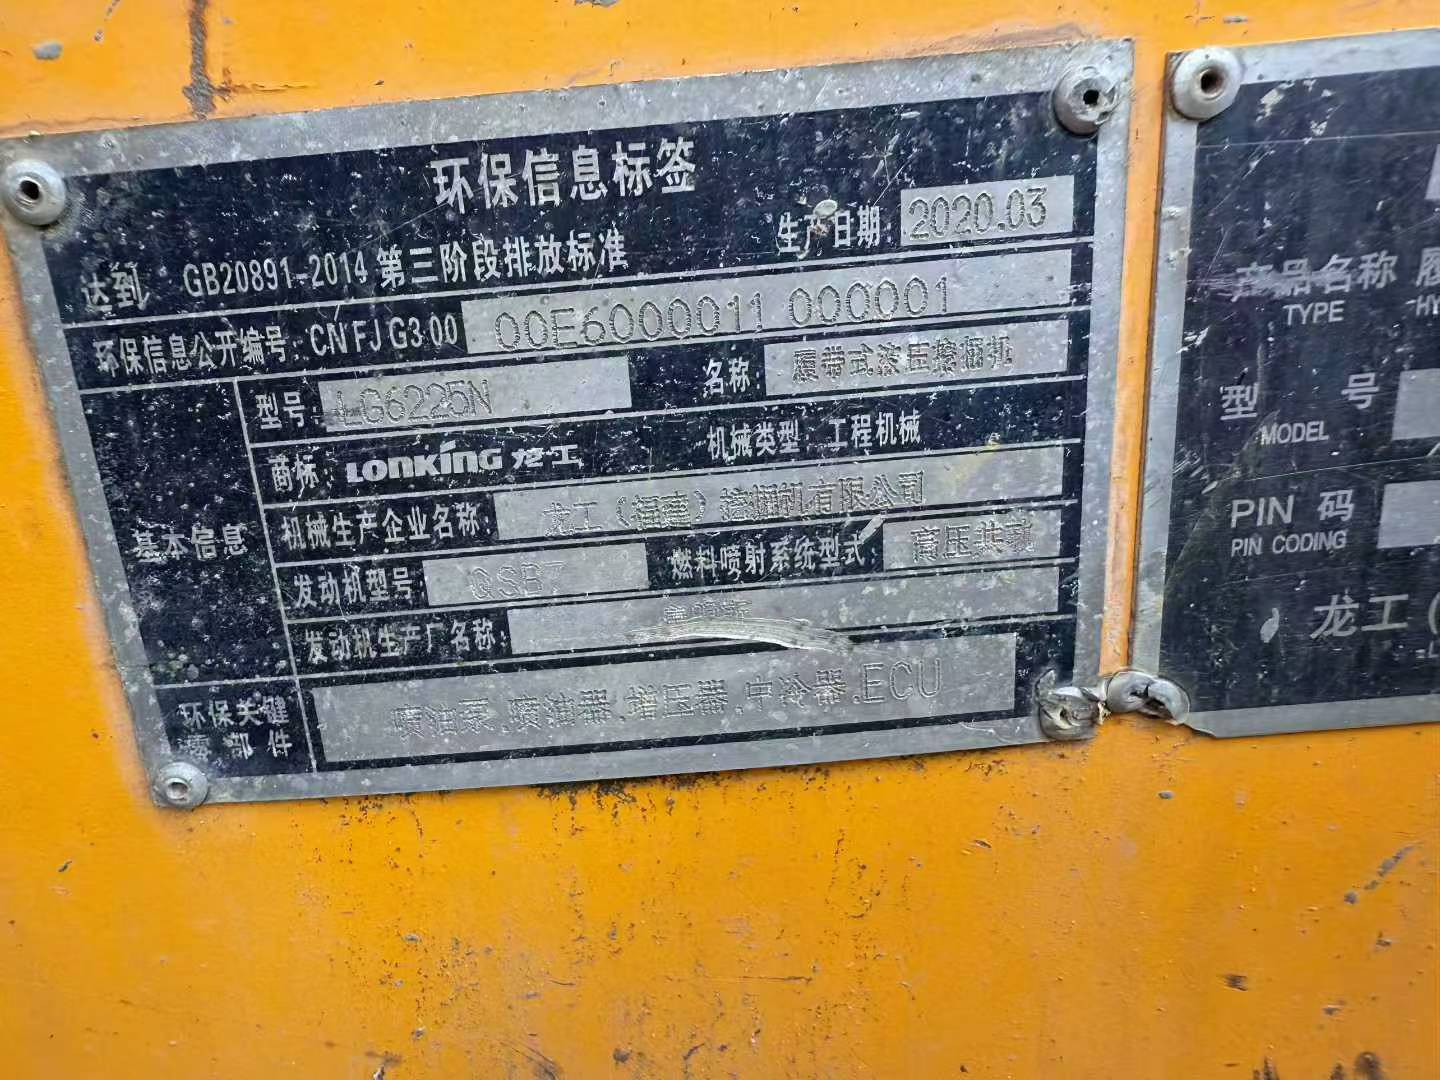 环保信息标签
达到 GB20891-2014 第三阶段排放标准 生产日期: 2020.03
环保信息公开编号: CN FJ G3 00 00E6000011 000001
基本信息
型号: LG6225N 名称: 履带式液压挖掘机
商标: LONKING 龙工 机械类型: 工程机械
机械生产企业名称: 龙工(福建)挖掘机有限公司
发动机型号: QSB7 燃料喷射系统型式: 高压共轨
发动机生产厂名称:
环保关键零部件 喷油泵.喷油器.增压器.中冷器.ECU
产品名称 履
TYPE HY
型 号
MODEL
PIN 码
PIN CODING
龙工(